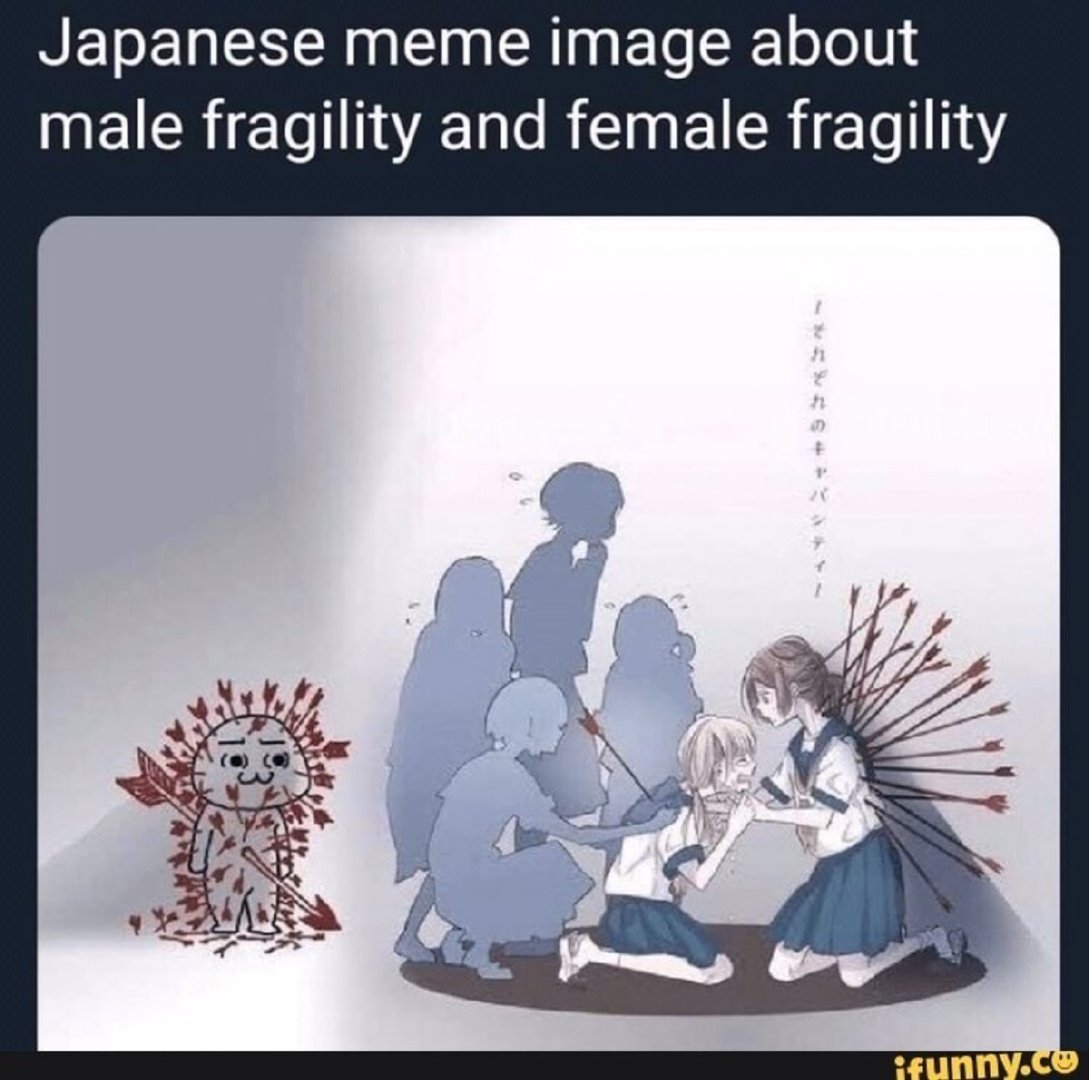 Japanese meme image about
male fragility and female fragility
ーそれぞれのキャパシティー
ifunny.co